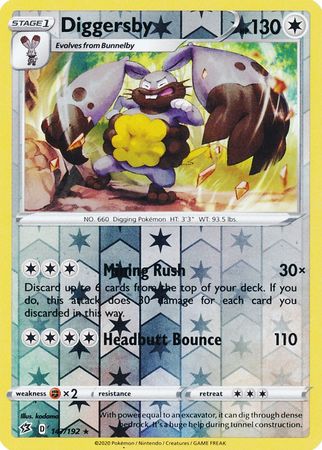 STAGE 1
Diggersby
130
Evolves from Bunnelby
NO. 660 Digging Pokémon HT: 3'3" WT: 93.5 lbs.
Mining Rush 30×
Discard up to 6 cards from the top of your deck. If you
do, this attack does 30 damage for each card you
discarded in this way.
Headbutt Bounce 110
weakness ×2 resistance retreat
Illus. kodama
D 147/192 ★
With power equal to an excavator, it can dig through dense
bedrock. It's a huge help during tunnel construction.
©2020 Pokémon / Nintendo / Creatures / GAME FREAK